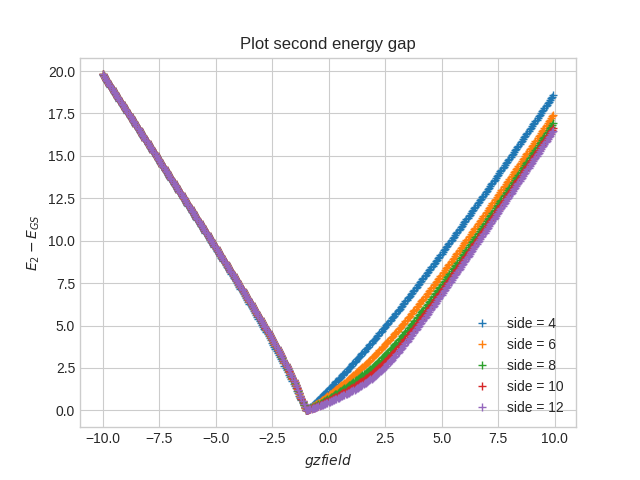 Plot second energy gap
20.0
17.5
15.0
12.5
10.0
7.5
5.0
2.5
0.0
E₂ − E_GS
−10.0 −7.5 −5.0 −2.5 0.0 2.5 5.0 7.5 10.0
gzfield
side = 4
side = 6
side = 8
side = 10
side = 12